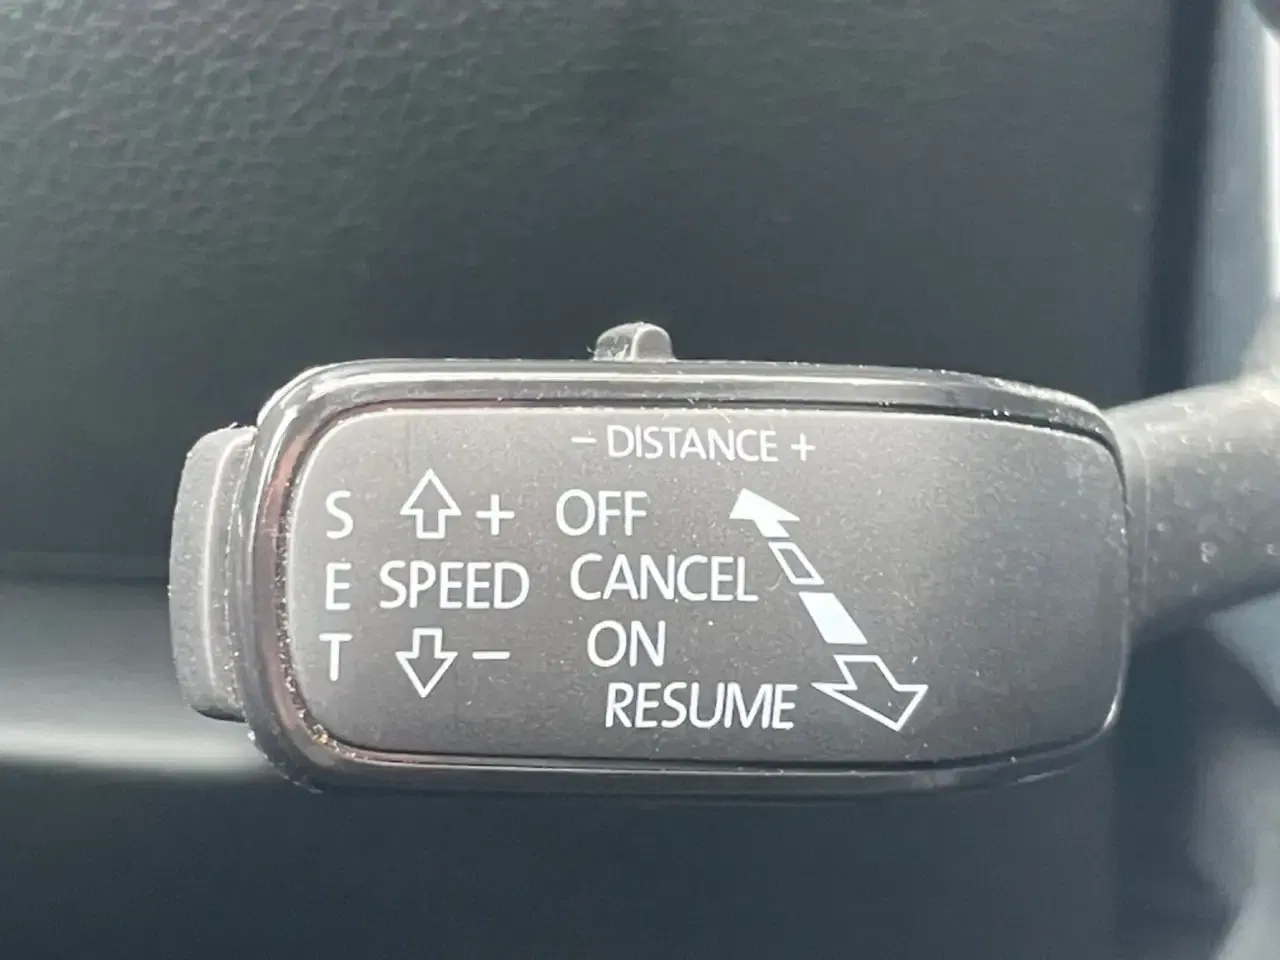 - DISTANCE +
S + OFF
E SPEED CANCEL
T - ON
RESUME